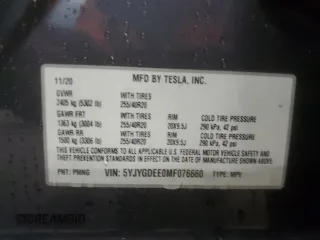 11/20 MFD BY TESLA, INC.
GVWR WITH TIRES
2405 kg (5302 lb) 255/40R20
GAWR FRT WITH TIRES RIM COLD TIRE PRESSURE
1363 kg (3004 lb) 255/40R20 20X9.5J 290 kPa, 42 psi
GAWR RR WITH TIRES RIM COLD TIRE PRESSURE
1500 kg (3306 lb) 255/40R20 20X9.5J 290 kPa, 42 psi
THIS VEHICLE CONFORMS TO ALL APPLICABLE U.S. FEDERAL MOTOR VEHICLE SAFETY AND
THEFT PREVENTION STANDARDS IN EFFECT ON THE DATE OF MANUFACTURE SHOWN ABOVE.
PNT: PMNG VIN: 5YJYGDEE0MF076660 TYPE: MPV
SCREAMBID